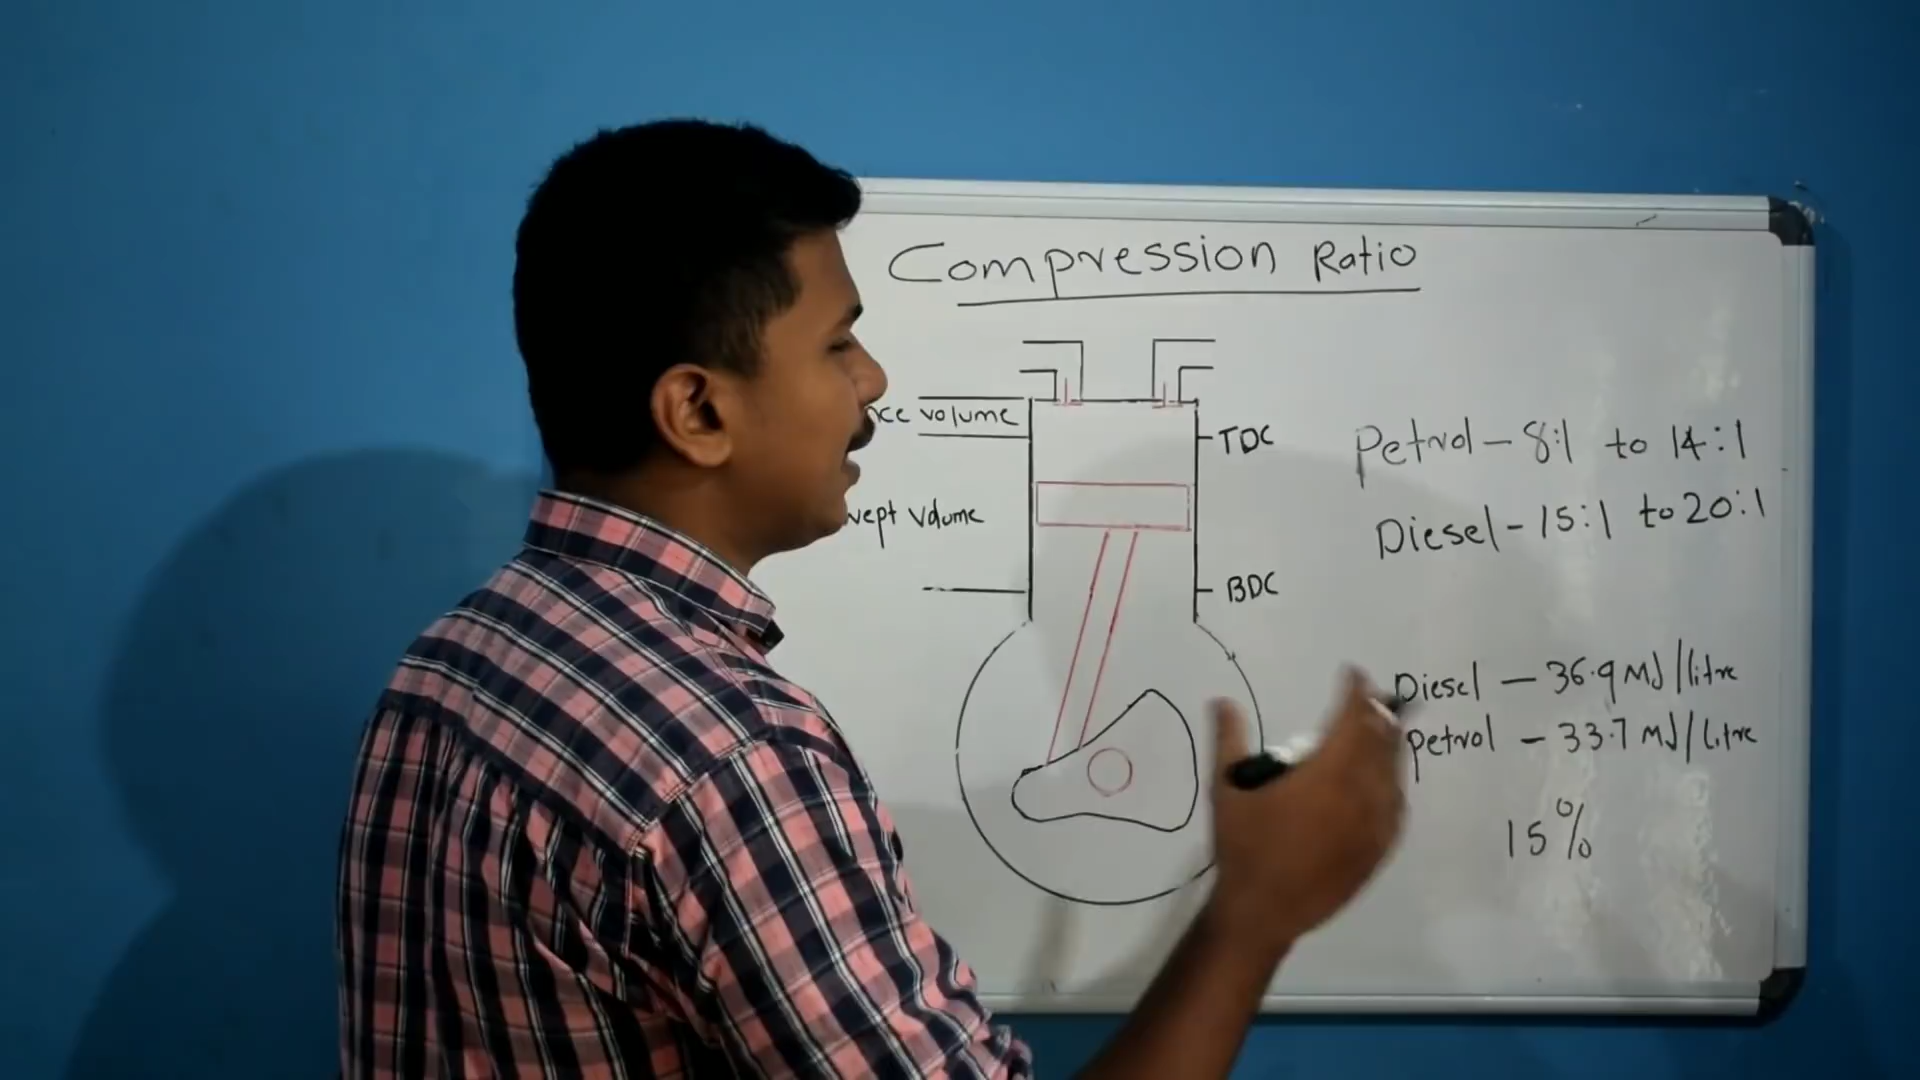 Compression Ratio
nce volume
TDC
Petrol - 8:1 to 14:1
Diesel - 15:1 to 20:1
wept Volume
BDC
Diesel - 36.9 MJ/litre
petrol - 33.7 MJ/Litre
15%